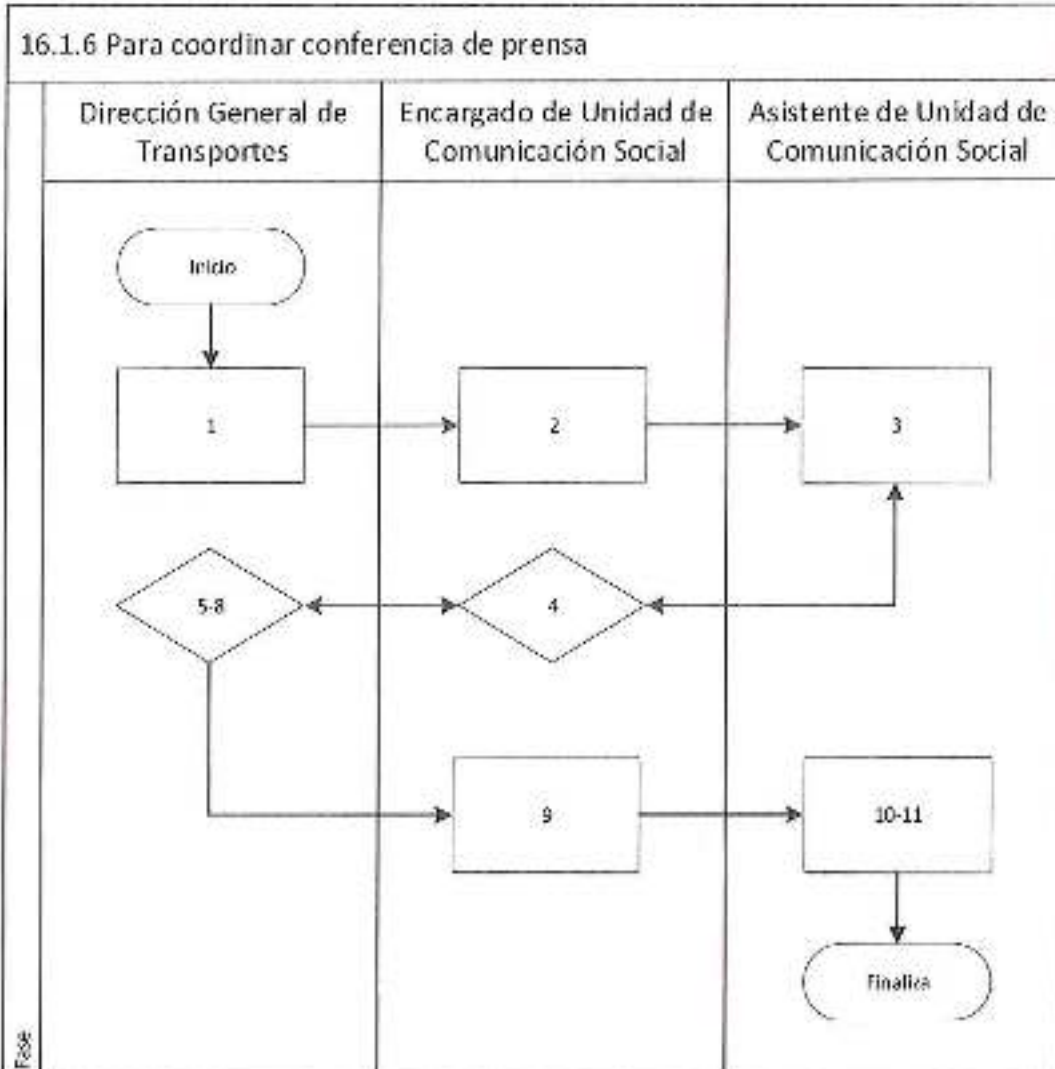 16.1.6 Para coordinar conferencia de prensa
Dirección General de
Transportes
Encargado de Unidad de
Comunicación Social
Asistente de Unidad de
Comunicación Social
Inicio
1
2
3
5-8
4
9
10-11
Finaliza
Fase